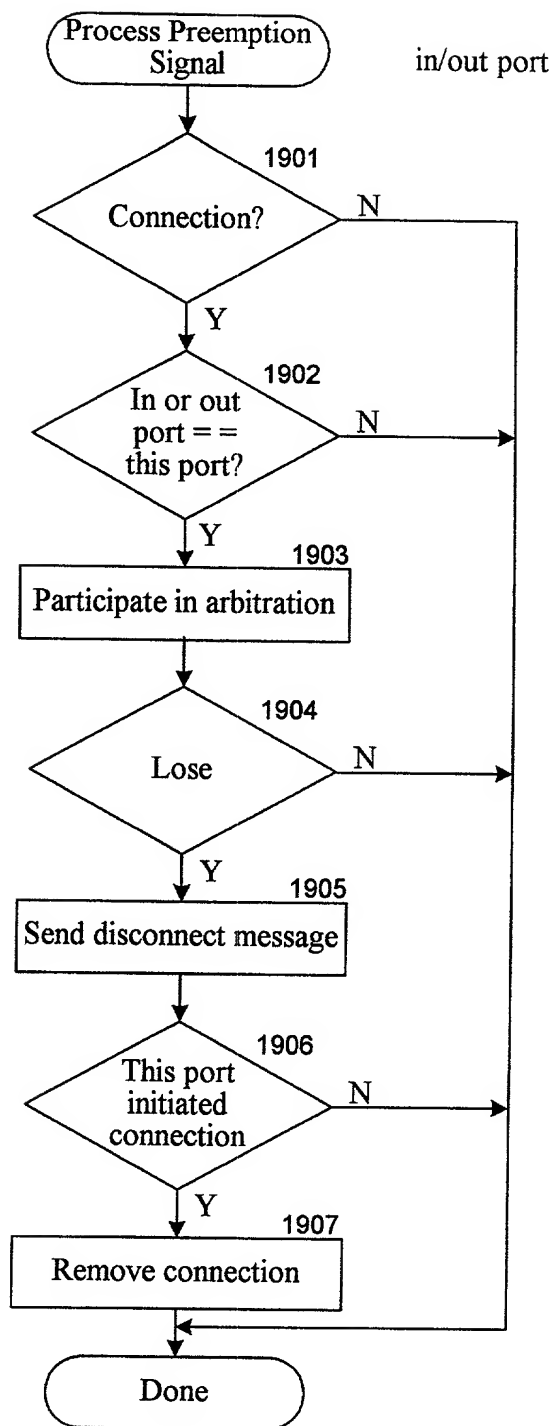 Process Preemption
Signal
in/out port
1901
Connection?
N
Y
1902
In or out
port = =
this port?
N
Y
1903
Participate in arbitration
1904
Lose
N
Y
1905
Send disconnect message
1906
This port
initiated
connection
N
Y
1907
Remove connection
Done